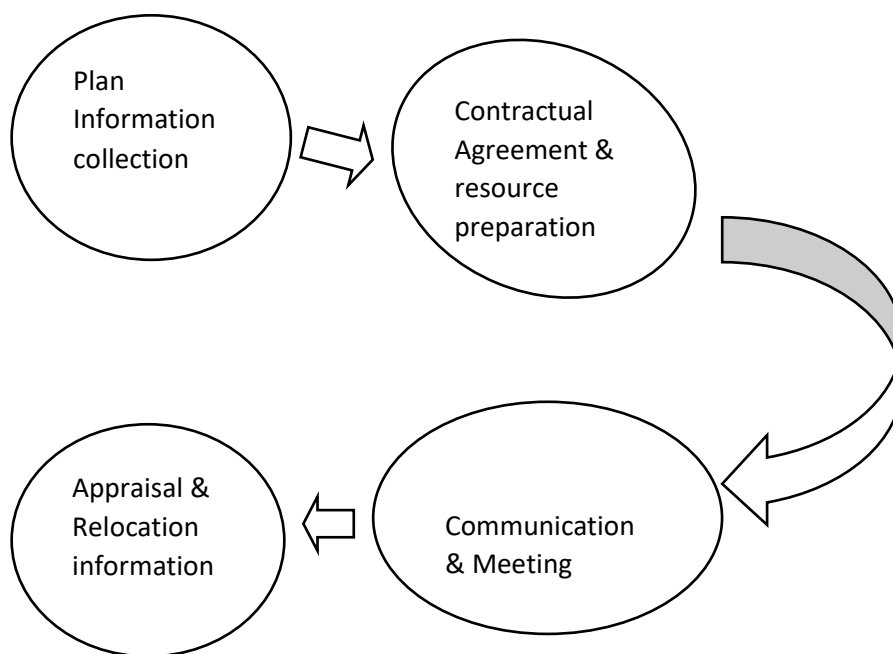 Plan
Information
collection
Contractual
Agreement &
resource
preparation
Communication
& Meeting
Appraisal &
Relocation
information